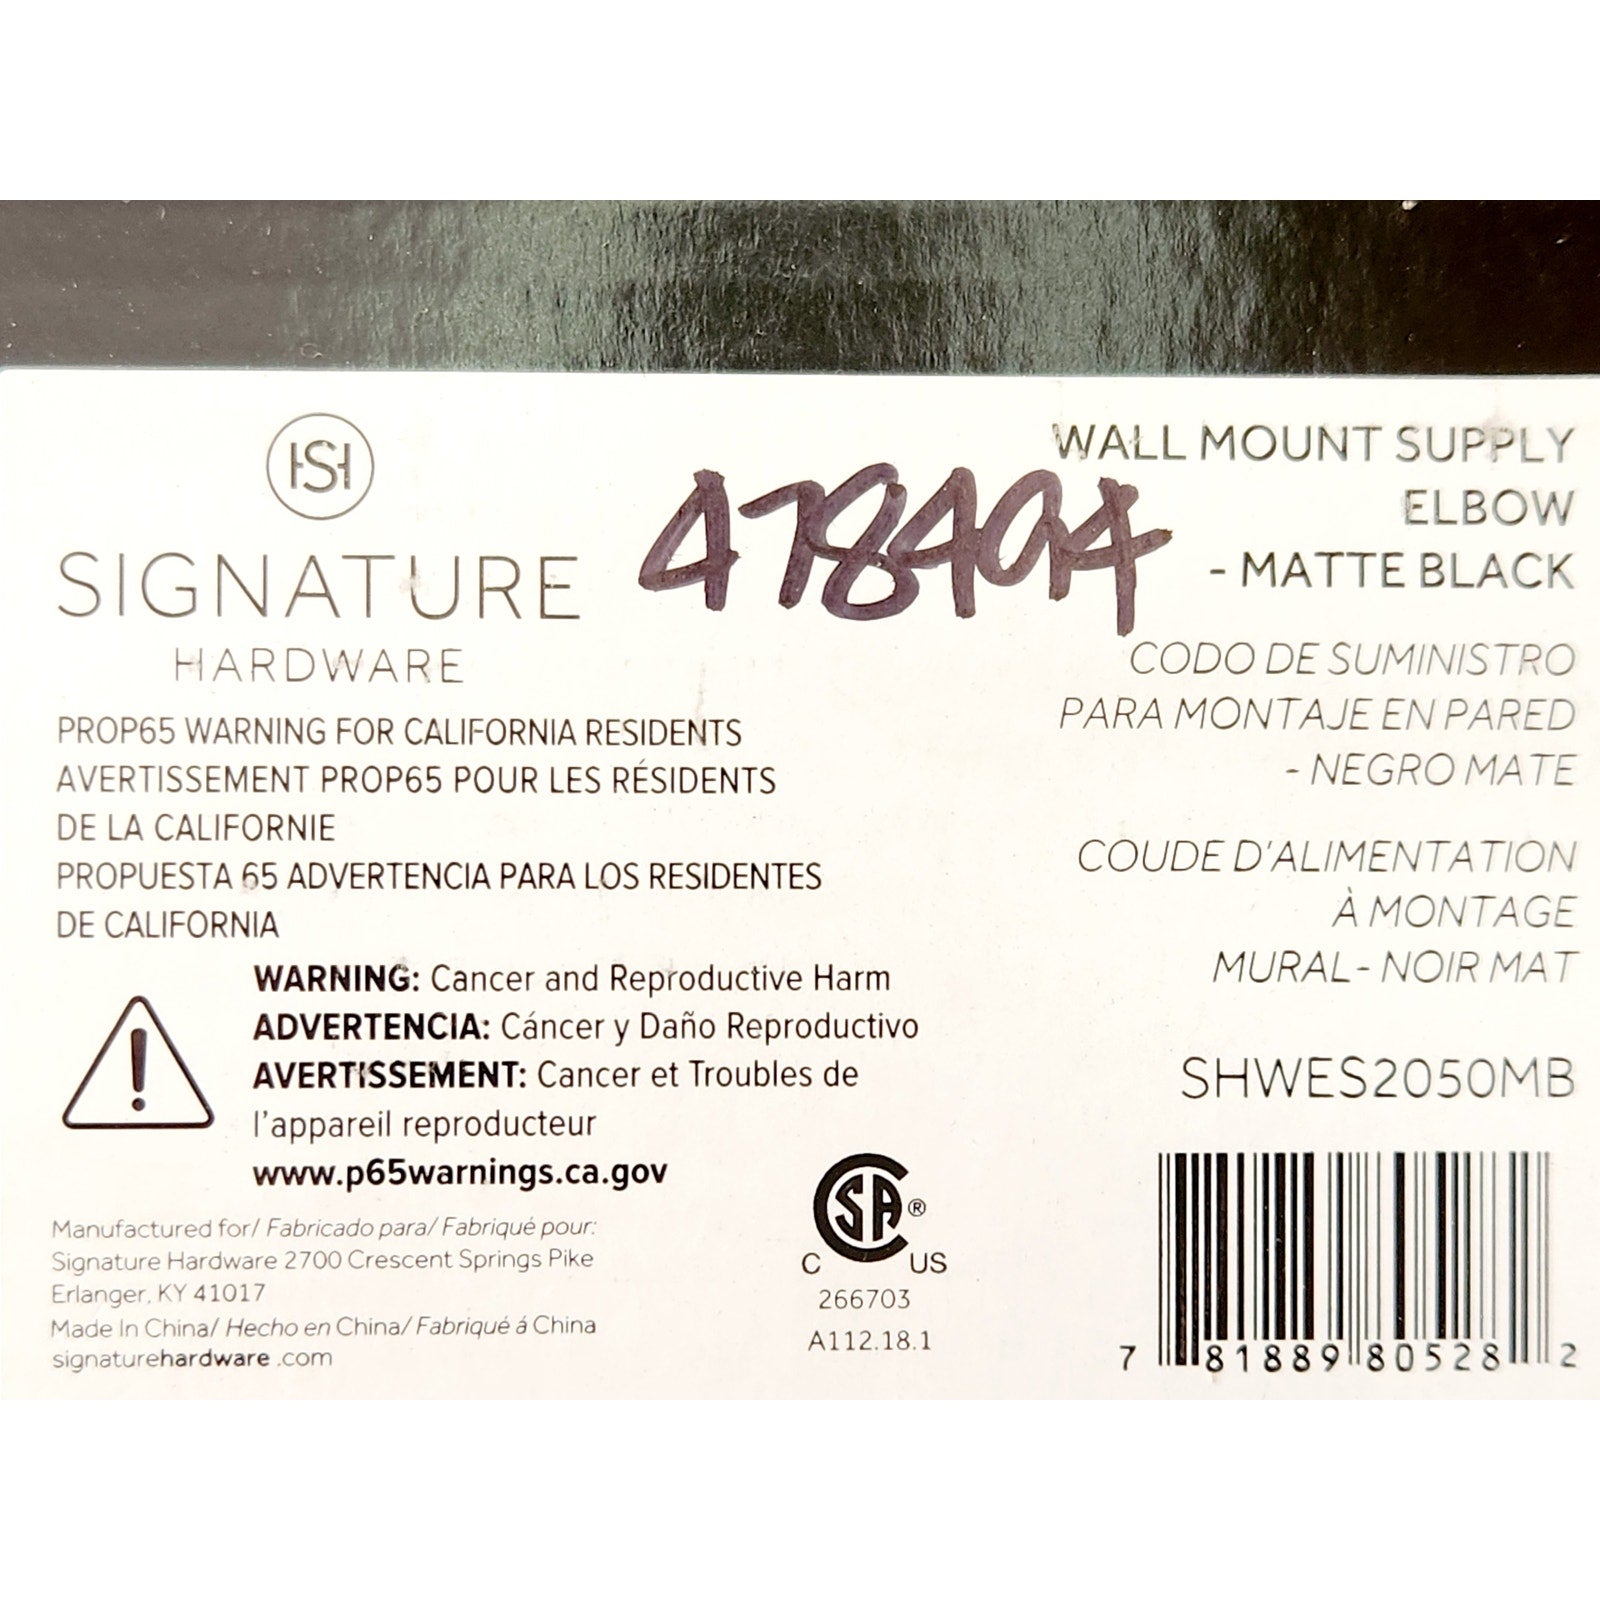 HSH
SIGNATURE
HARDWARE
478494
WALL MOUNT SUPPLY
ELBOW
- MATTE BLACK
CODO DE SUMINISTRO
PARA MONTAJE EN PARED
- NEGRO MATE
COUDE D'ALIMENTATION
À MONTAGE
MURAL - NOIR MAT
SHWES2050MB
PROP65 WARNING FOR CALIFORNIA RESIDENTS
AVERTISSEMENT PROP65 POUR LES RÉSIDENTS
DE LA CALIFORNIE
PROPUESTA 65 ADVERTENCIA PARA LOS RESIDENTES
DE CALIFORNIA
WARNING: Cancer and Reproductive Harm
ADVERTENCIA: Cáncer y Daño Reproductivo
AVERTISSEMENT: Cancer et Troubles de
l'appareil reproducteur
www.p65warnings.ca.gov
Manufactured for/ Fabricado para/ Fabriqué pour:
Signature Hardware 2700 Crescent Springs Pike
Erlanger, KY 41017
Made In China/ Hecho en China/ Fabriqué á China
signaturehardware .com
CSA®
C US
266703
A112.18.1
7 81889 80528 2